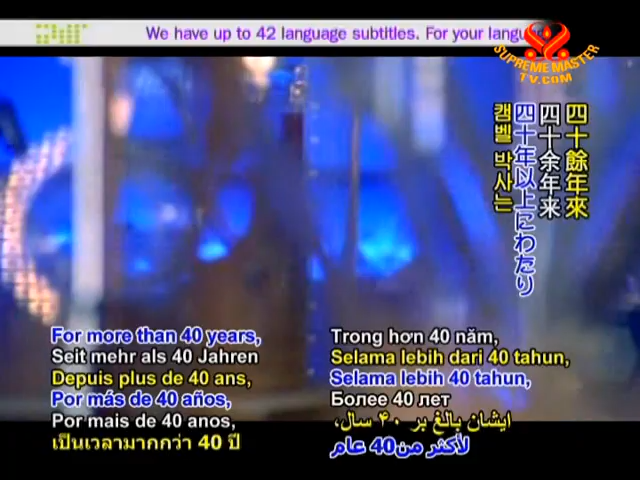 We have up to 42 language subtitles. For your langu
SUPREME MASTER
TV.COM
四十餘年來
四十余年来
四十年以上にわたり
캠벨 박사는
For more than 40 years,
Seit mehr als 40 Jahren
Depuis plus de 40 ans,
Por más de 40 años,
Por mais de 40 anos,
เป็นเวลามากกว่า 40 ปี
Trong hơn 40 năm,
Selama lebih dari 40 tahun,
Selama lebih 40 tahun,
Более 40 лет
ایشان بالغ بر ۴۰ سال،
لأكثر من40 عام